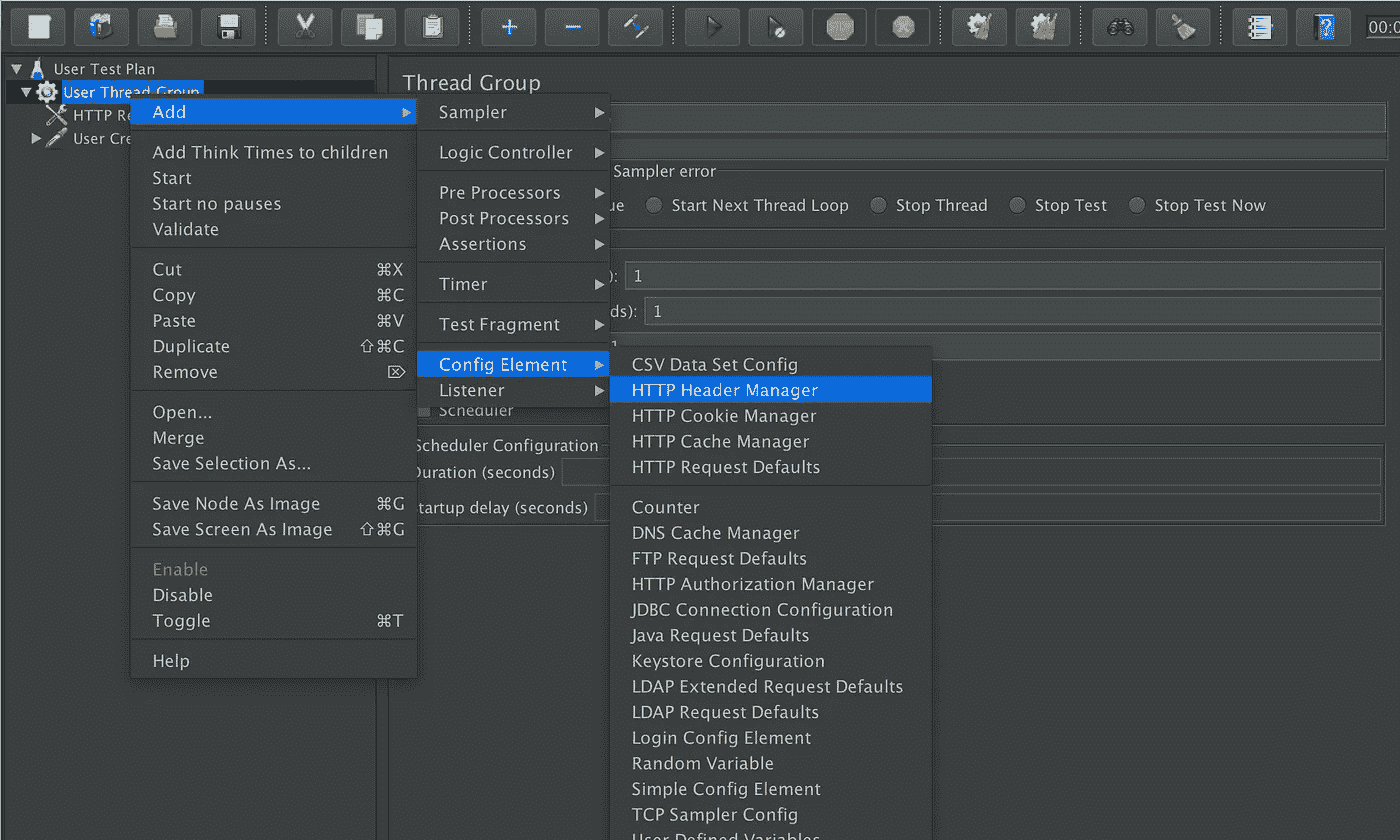 00:0
User Test Plan
User Thread Group
HTTP Re
User Cre
Thread Group
Sampler error
ue Start Next Thread Loop Stop Thread Stop Test Stop Test Now
): 1
ds): 1
1
Scheduler
Scheduler Configuration
Duration (seconds)
Startup delay (seconds)
Add
Add Think Times to children
Start
Start no pauses
Validate
Cut ⌘X
Copy ⌘C
Paste ⌘V
Duplicate ⇧⌘C
Remove ⌦
Open...
Merge
Save Selection As...
Save Node As Image ⌘G
Save Screen As Image ⇧⌘G
Enable
Disable
Toggle ⌘T
Help
Sampler
Logic Controller
Pre Processors
Post Processors
Assertions
Timer
Test Fragment
Config Element
Listener
CSV Data Set Config
HTTP Header Manager
HTTP Cookie Manager
HTTP Cache Manager
HTTP Request Defaults
Counter
DNS Cache Manager
FTP Request Defaults
HTTP Authorization Manager
JDBC Connection Configuration
Java Request Defaults
Keystore Configuration
LDAP Extended Request Defaults
LDAP Request Defaults
Login Config Element
Random Variable
Simple Config Element
TCP Sampler Config
User Defined Variables